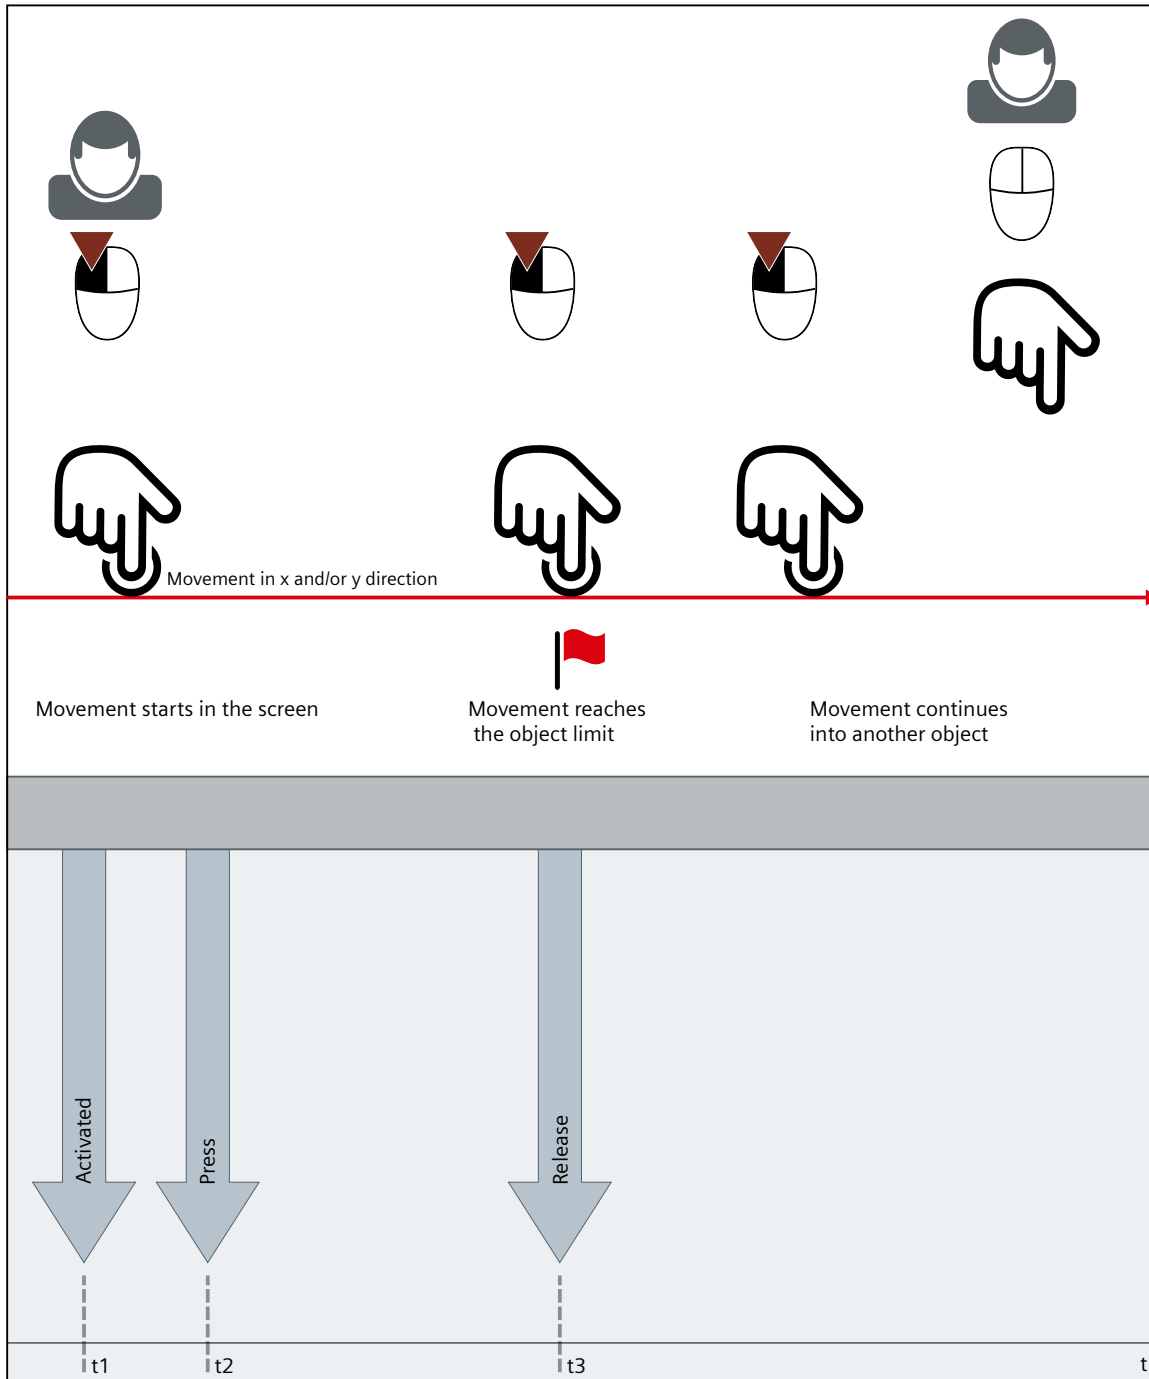 Movement in x and/or y direction
Movement starts in the screen
Movement reaches
the object limit
Movement continues
into another object
Activated
Press
Release
t1
t2
t3
t